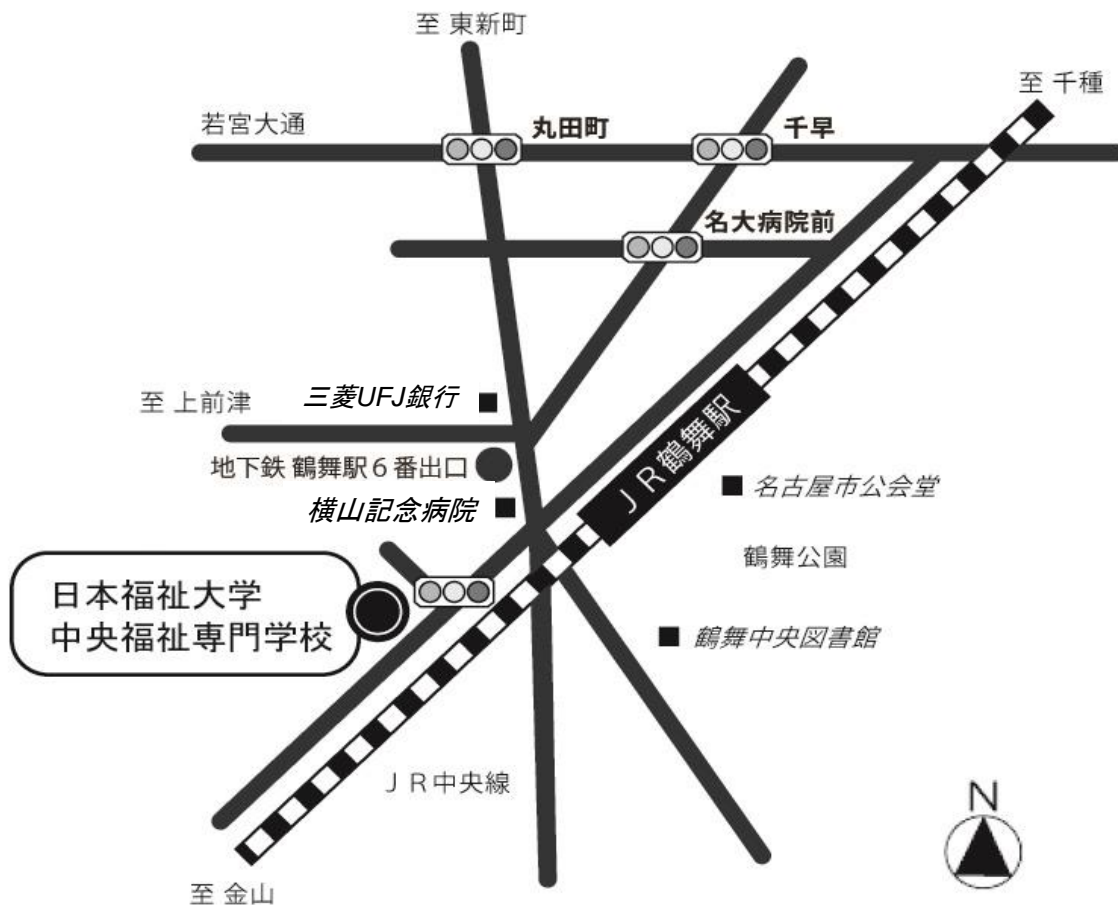 至 東新町
至 千種
若宮大通
丸田町
千早
名大病院前
至 上前津
三菱UFJ銀行
地下鉄 鶴舞駅6番出口
横山記念病院
JR鶴舞駅
名古屋市公会堂
鶴舞公園
日本福祉大学
中央福祉専門学校
鶴舞中央図書館
JR中央線
N
至 金山